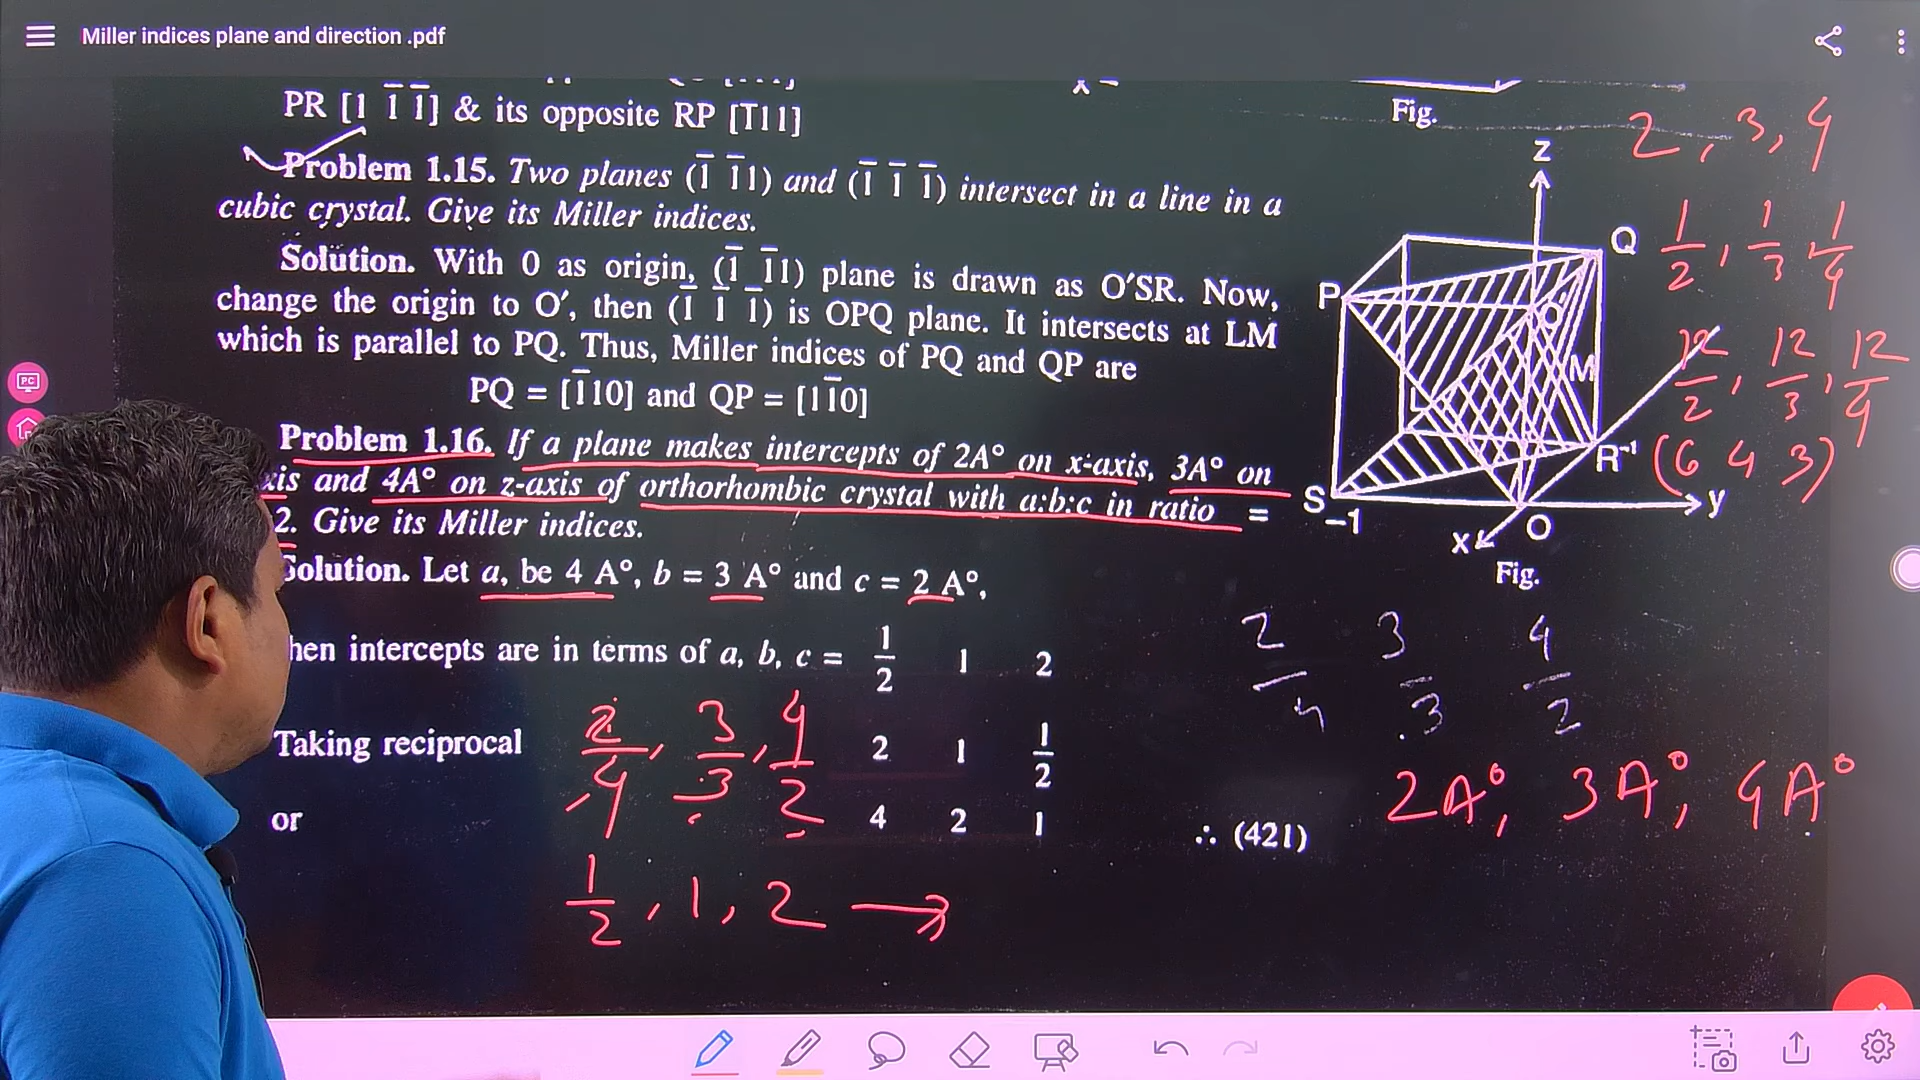 Miller indices plane and direction .pdf
PR [1 1̅ 1̅] & its opposite RP [1̅11]
Fig.
Problem 1.15. Two planes (1̅ 1̅1) and (1̅ 1̅ 1̅) intersect in a line in a
cubic crystal. Give its Miller indices.
Solution. With 0 as origin, (1̅ 1̅1) plane is drawn as O′SR. Now,
change the origin to O′, then (1̅ 1̅ 1̅) is OPQ plane. It intersects at LM
which is parallel to PQ. Thus, Miller indices of PQ and QP are
PQ = [1̅10] and QP = [11̅0]
Problem 1.16. If a plane makes intercepts of 2A° on x-axis, 3A° on
xis and 4A° on z-axis of orthorhombic crystal with a:b:c in ratio =
2. Give its Miller indices.
Solution. Let a, be 4 A°, b = 3 A° and c = 2 A°,
hen intercepts are in terms of a, b, c = 1/2 1 2
Taking reciprocal 2 1 1/2
or 4 2 1 ∴ (421)
2/4, 3/3, 4/2
1/2, 1, 2 →
Z
Q
P
O′
M
R -1
S -1
y
O
x
Fig.
2, 3, 4
1/2, 1/3, 1/4
12/2, 12/3, 12/4
(6 4 3)
2/4 3/3 4/2
2A°, 3A°, 4A°
PC